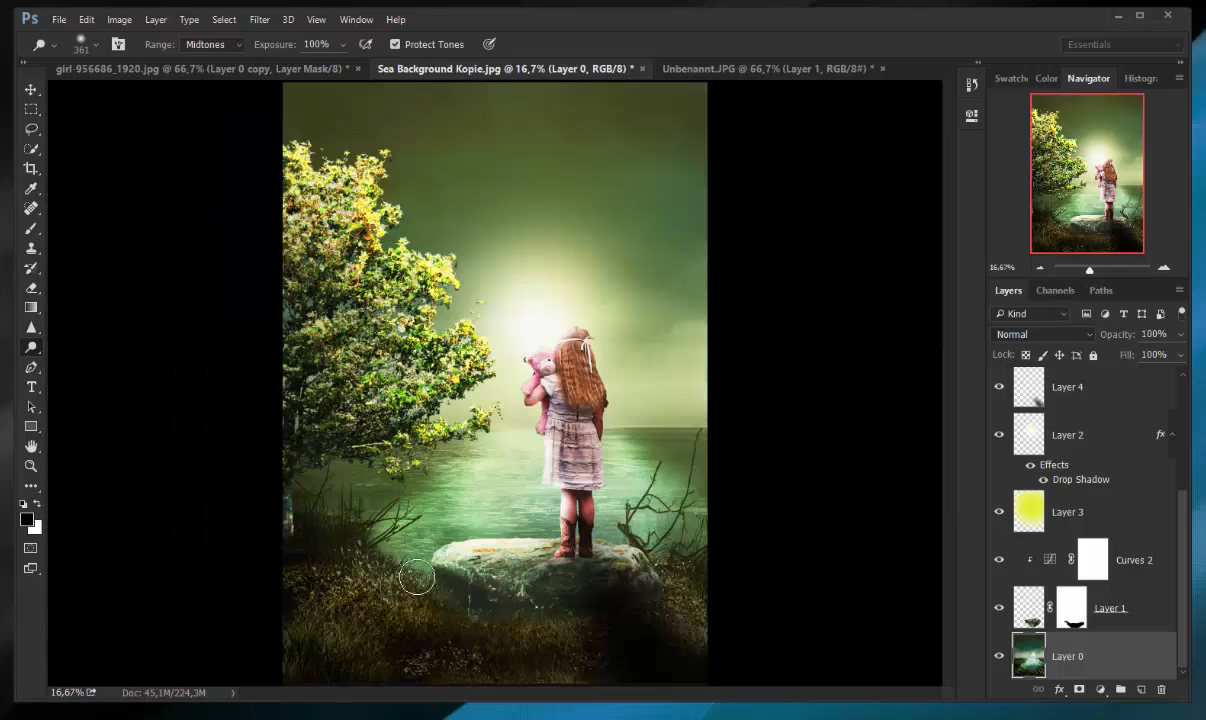 Ps File Edit Image Layer Type Select Filter 3D View Window Help
361 Range: Midtones Exposure: 100% Protect Tones Essentials
girl-956686_1920.jpg @ 66,7% (Layer 0 copy, Layer Mask/8) * × Sea Background Kopie.jpg @ 16,7% (Layer 0, RGB/8) * × Unbenannt.JPG @ 66,7% (Layer 1, RGB/8#) * ×
Swatch Color Navigator Histogr
16,67%
Layers Channels Paths
Kind
Normal Opacity: 100%
Lock: Fill: 100%
Layer 4
Layer 2 fx
Effects
Drop Shadow
Layer 3
Curves 2
Layer 1
Layer 0
16,67% Doc: 45,1M/224,3M
fx